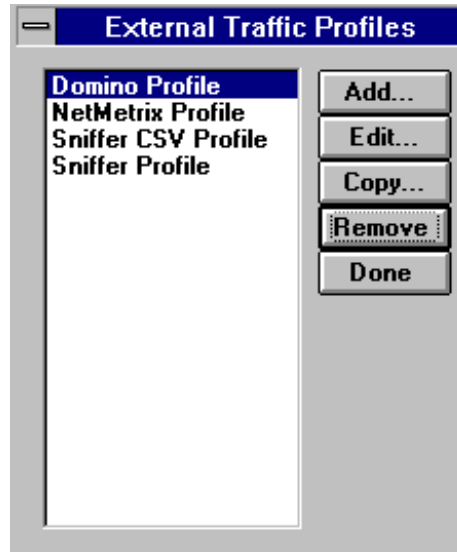 External Traffic Profiles
Domino Profile
NetMetrix Profile
Sniffer CSV Profile
Sniffer Profile
Add...
Edit...
Copy...
Remove
Done